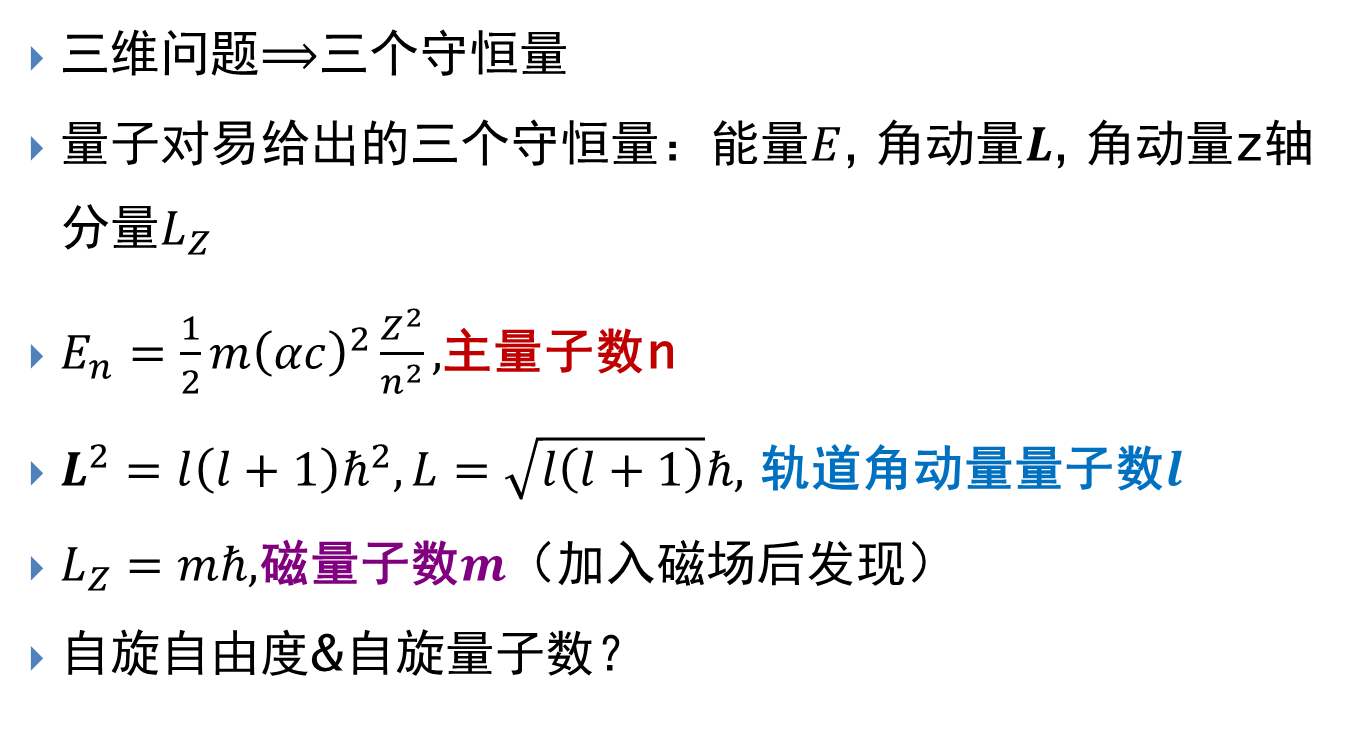 三维问题⟹三个守恒量
量子对易给出的三个守恒量：能量E, 角动量L, 角动量z轴
分量L_Z
E_n = 1/2 m(αc)² Z²/n²,主量子数n
L² = l(l + 1)ℏ², L = √(l(l + 1))ℏ, 轨道角动量量子数l
L_Z = mℏ,磁量子数m（加入磁场后发现）
自旋自由度&自旋量子数？